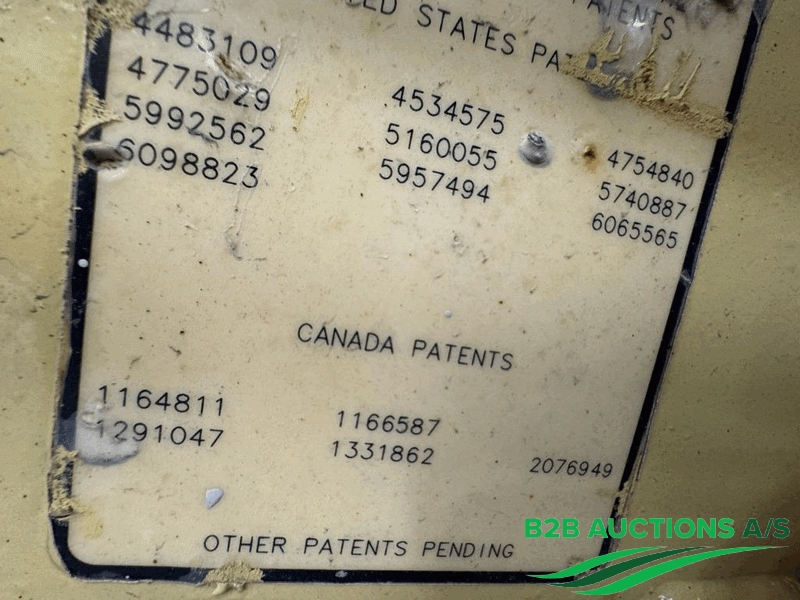 PATENTS
STATES
4483109
4775029 4534575
5992562 5160055 4754840
6098823 5957494 5740887
6065565
CANADA PATENTS
1164811 1166587
1291047 1331862 2076949
OTHER PATENTS PENDING
B2B AUCTIONS A/S